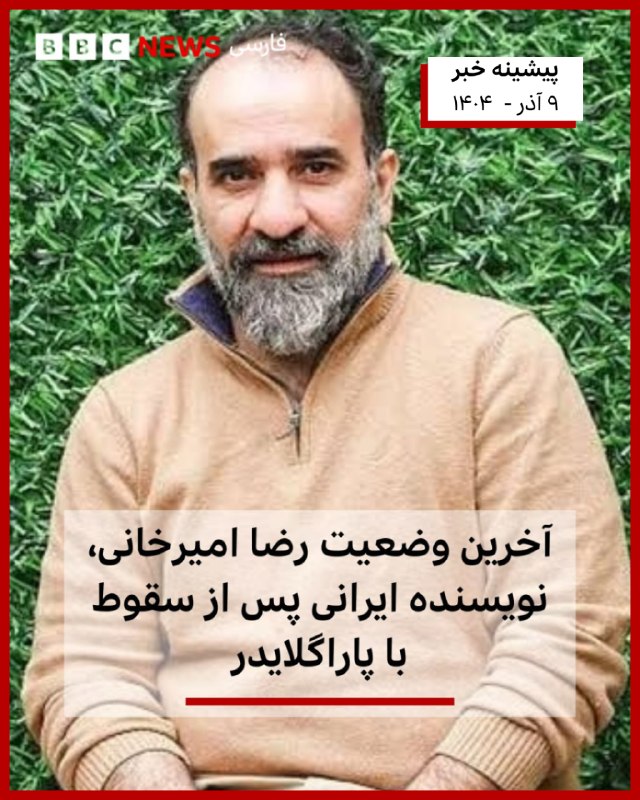 BBC NEWS فارسی
پیشینه خبر
۹ آذر - ۱۴۰۴
آخرین وضعیت رضا امیرخانی،
نویسنده ایرانی پس از سقوط
با پاراگلایدر